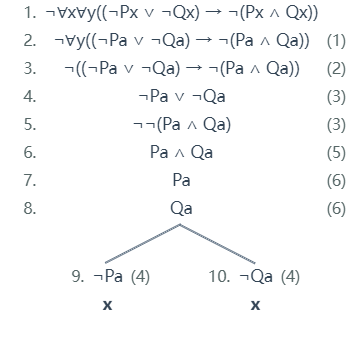 1. ¬∀x∀y((¬Px ∨ ¬Qx) → ¬(Px ∧ Qx))
2. ¬∀y((¬Pa ∨ ¬Qa) → ¬(Pa ∧ Qa)) (1)
3. ¬((¬Pa ∨ ¬Qa) → ¬(Pa ∧ Qa)) (2)
4. ¬Pa ∨ ¬Qa (3)
5. ¬¬(Pa ∧ Qa) (3)
6. Pa ∧ Qa (5)
7. Pa (6)
8. Qa (6)
9. ¬Pa (4) 10. ¬Qa (4)
x x